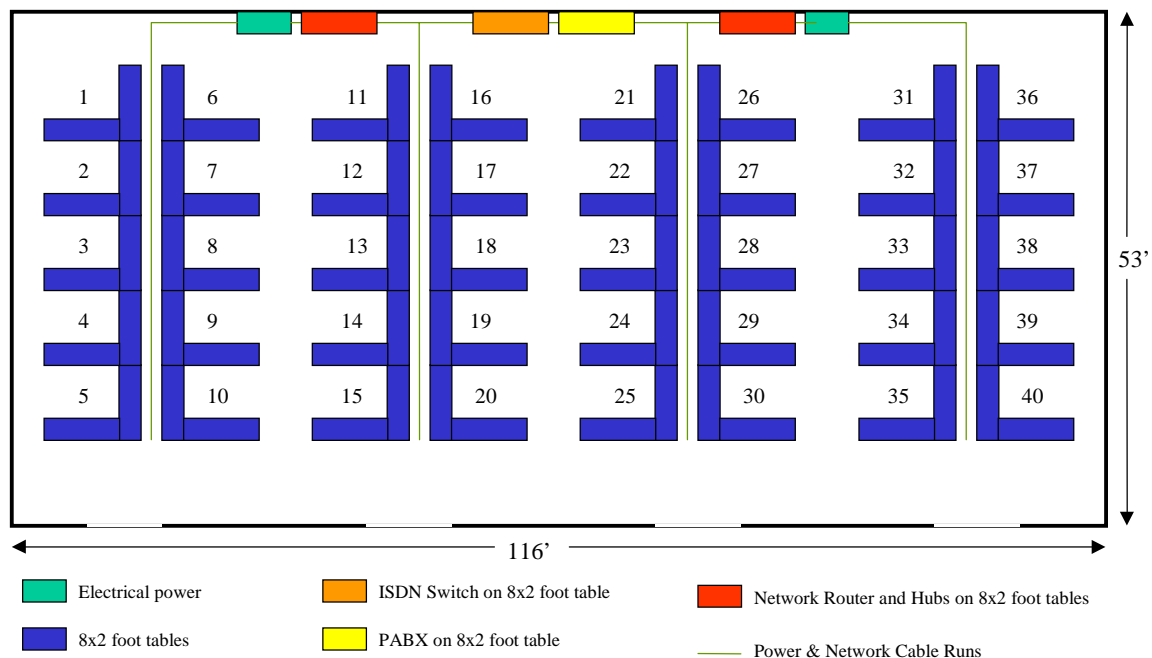 1 6 11 16 21 26 31 36
2 7 12 17 22 27 32 37
3 8 13 18 23 28 33 38
53’
4 9 14 19 24 29 34 39
5 10 15 20 25 30 35 40
116’
Electrical power
ISDN Switch on 8x2 foot table
Network Router and Hubs on 8x2 foot tables
8x2 foot tables
PABX on 8x2 foot table
Power & Network Cable Runs